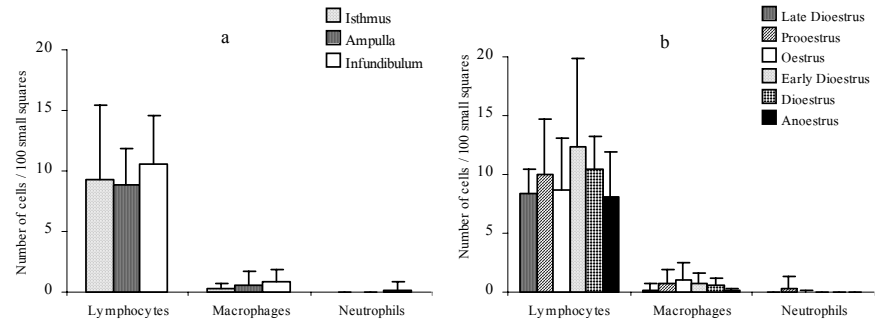 a
Isthmus
Ampulla
Infundibulum
Number of cells / 100 small squares
20
15
10
5
0
Lymphocytes
Macrophages
Neutrophils
b
Late Dioestrus
Prooestrus
Oestrus
Early Dioestrus
Dioestrus
Anoestrus
Number of cells / 100 small squares
20
15
10
5
0
Lymphocytes
Macrophages
Neutrophils